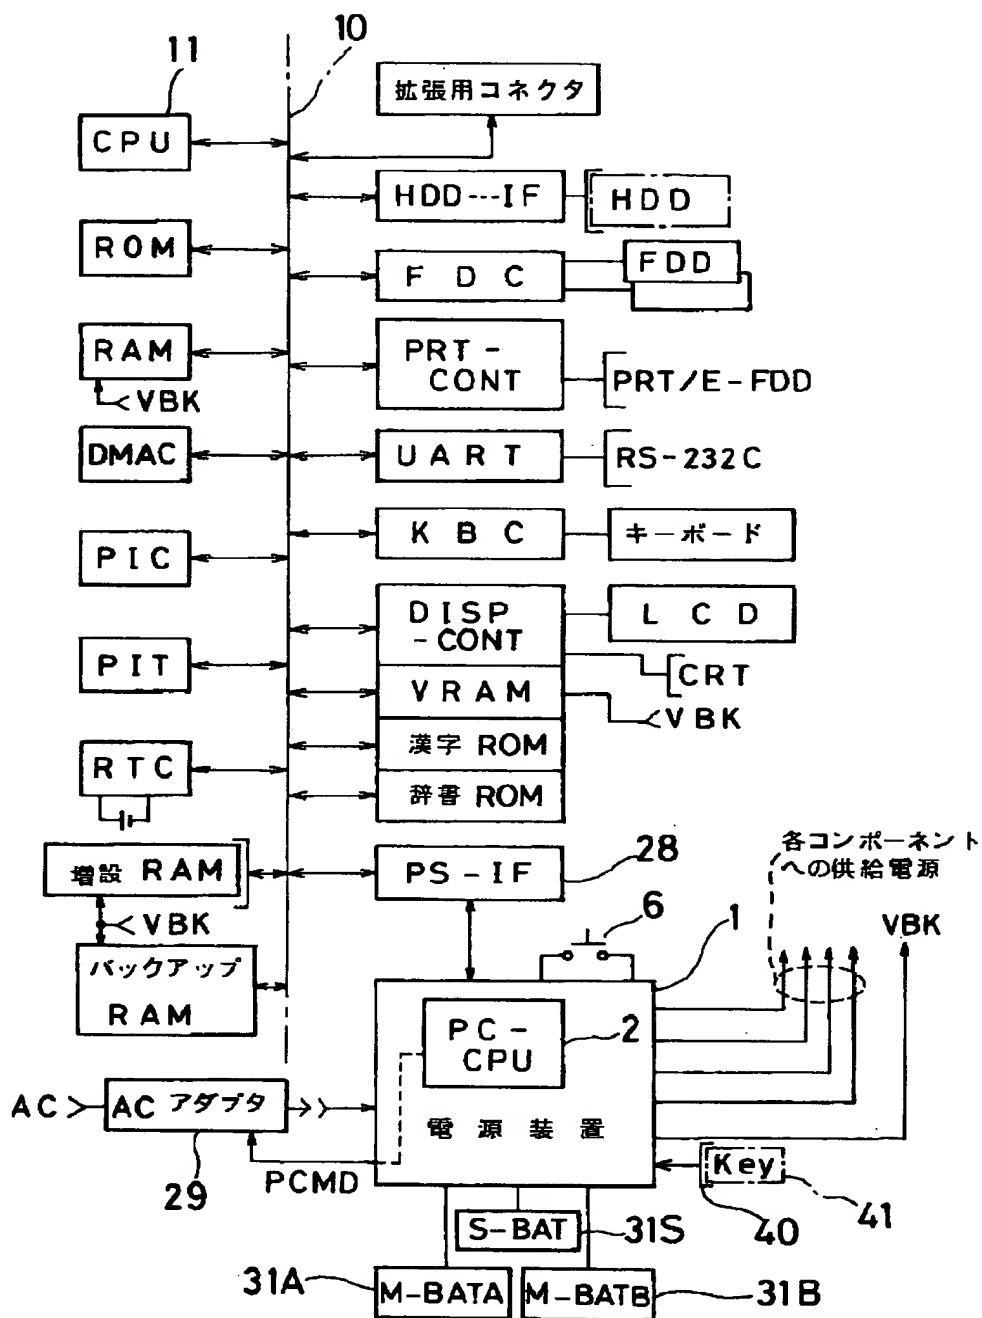 10
11
拡張用コネクタ
CPU
HDD---IF
HDD
ROM
FDC
FDD
RAM
VBK
PRT-
CONT
PRT/E-FDD
DMAC
UART
RS-232C
PIC
KBC
キーボード
PIT
DISP
-CONT
LCD
CRT
VRAM
VBK
漢字 ROM
RTC
辞書 ROM
増設 RAM
VBK
バックアップ
RAM
PS-IF
28
6
1
各コンポーネント
への供給電源
VBK
PC-
CPU
2
電源装置
AC
AC アダプタ
29
PCMD
Key
40
41
S-BAT
31S
31A
M-BATA
M-BATB
31B